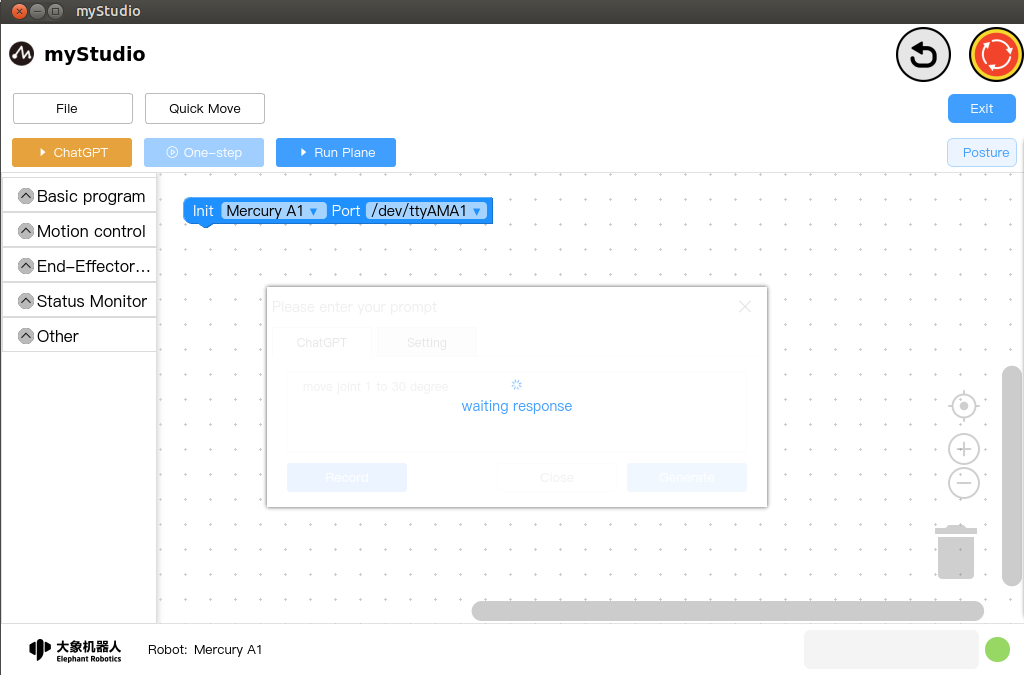 myStudio
myStudio
File
Quick Move
Exit
ChatGPT
One-step
Run Plane
Posture
Basic program
Motion control
End-Effector...
Status Monitor
Other
Init Mercury A1 Port /dev/ttyAMA1
Please enter your prompt
ChatGPT
Setting
move joint 1 to 30 degree
waiting response
Record
Close
Generate
大象机器人
Elephant Robotics
Robot: Mercury A1